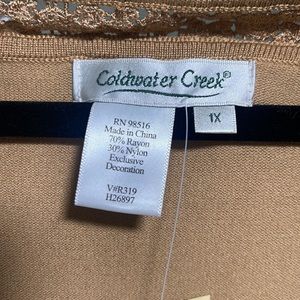 Coldwater Creek®
1X
RN 98516
Made in China
70% Rayon
30% Nylon
Exclusive
Decoration
V#R319
H26897